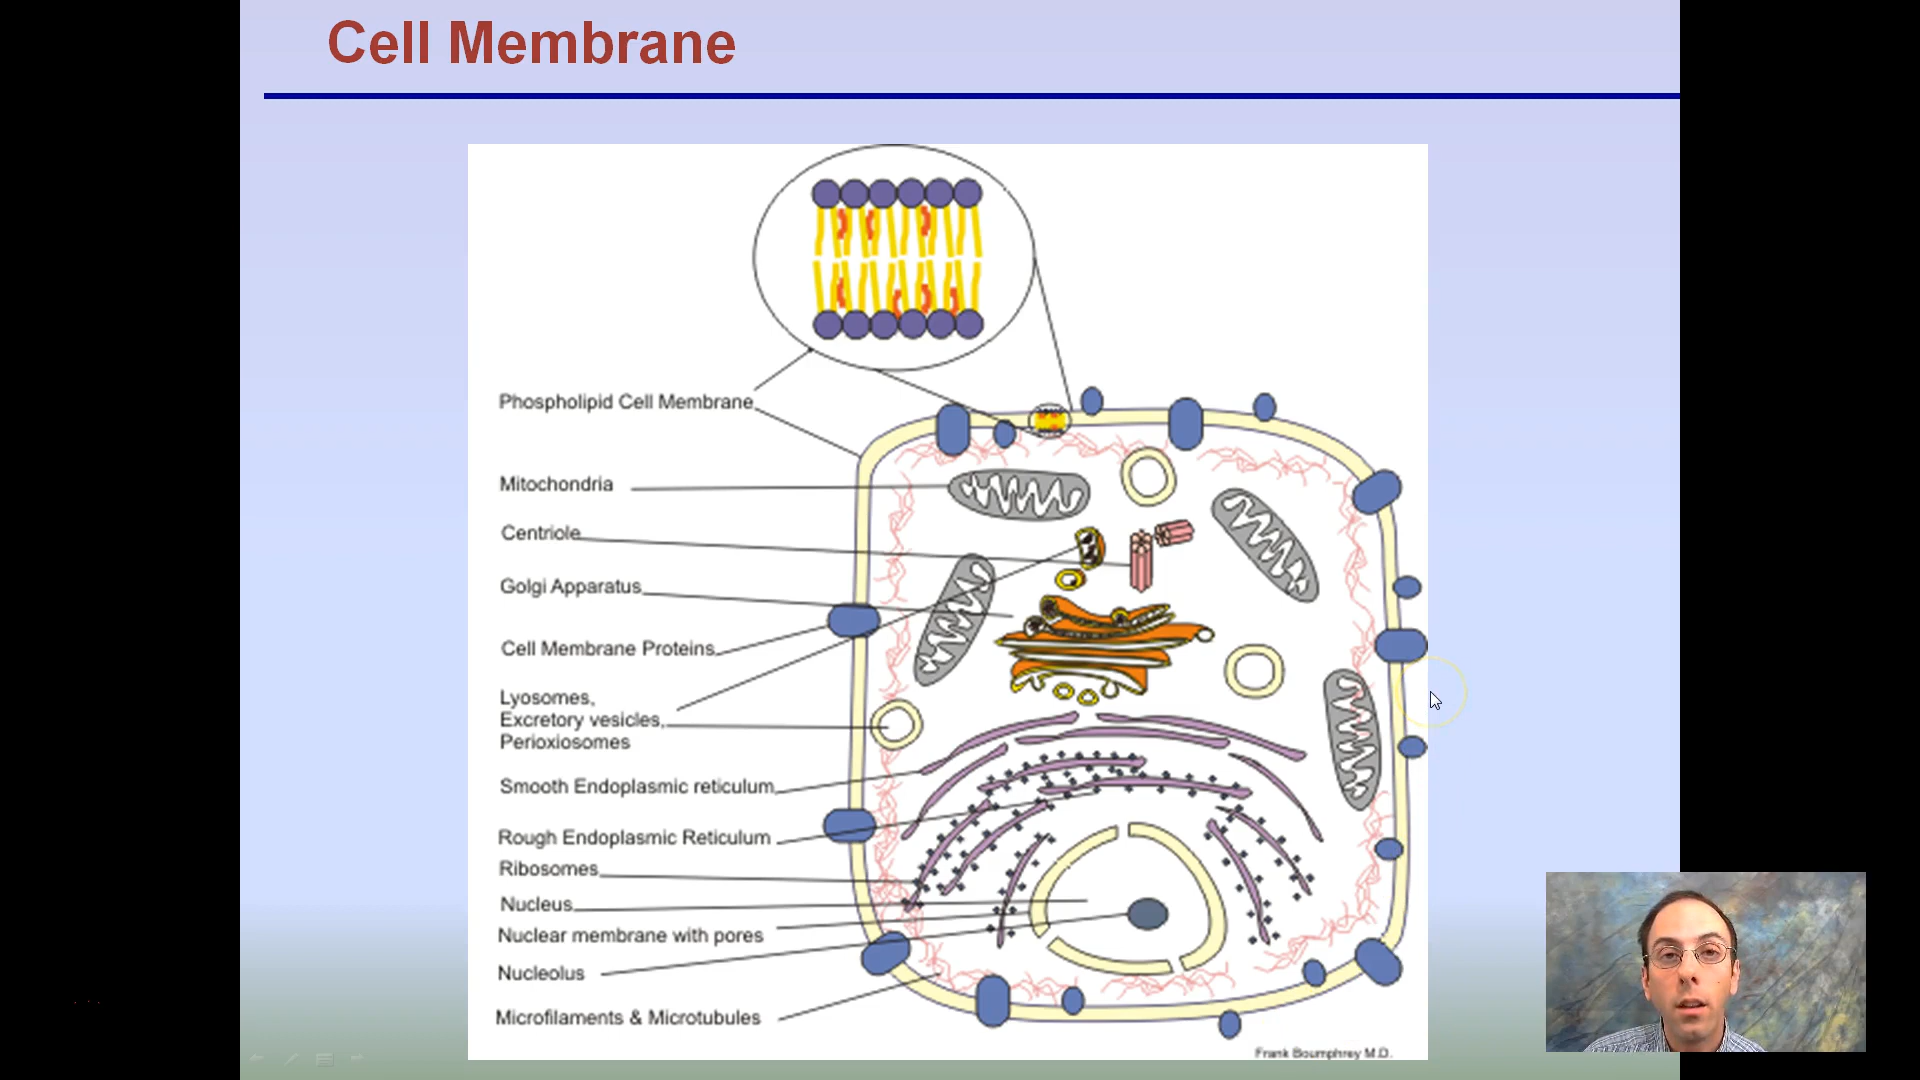 Cell Membrane
Phospholipid Cell Membrane
Mitochondria
Centriole
Golgi Apparatus
Cell Membrane Proteins
Lyosomes,
Excretory vesicles,
Perioxiosomes
Smooth Endoplasmic reticulum
Rough Endoplasmic Reticulum
Ribosomes
Nucleus
Nuclear membrane with pores
Nucleolus
Microfilaments & Microtubules
Frank Boumphrey M.D.